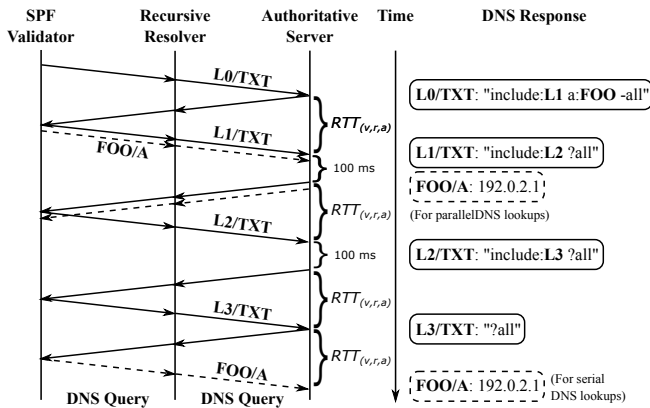 SPF Validator
Recursive Resolver
Authoritative Server
Time
DNS Response
L0/TXT
L0/TXT: "include:L1 a:FOO -all"
RTT(v,r,a)
L1/TXT
FOO/A
L1/TXT: "include:L2 ?all"
100 ms
FOO/A: 192.0.2.1
(For parallelDNS lookups)
RTT(v,r,a)
L2/TXT
100 ms
L2/TXT: "include:L3 ?all"
RTT(v,r,a)
L3/TXT
L3/TXT: "?all"
RTT(v,r,a)
FOO/A
FOO/A: 192.0.2.1
(For serial
DNS lookups)
DNS Query
DNS Query